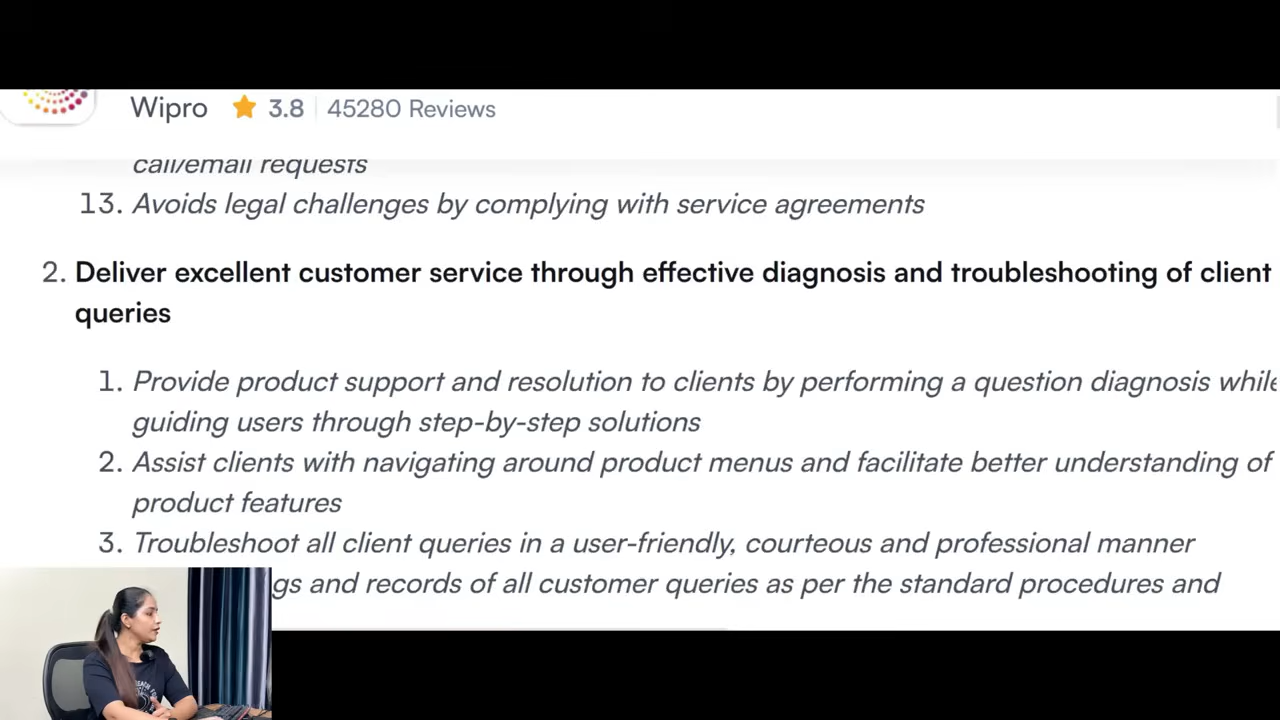 Wipro 3.8 45280 Reviews
call/email requests
13. Avoids legal challenges by complying with service agreements
2. Deliver excellent customer service through effective diagnosis and troubleshooting of client
queries
1. Provide product support and resolution to clients by performing a question diagnosis while
guiding users through step-by-step solutions
2. Assist clients with navigating around product menus and facilitate better understanding of
product features
3. Troubleshoot all client queries in a user-friendly, courteous and professional manner
gs and records of all customer queries as per the standard procedures and